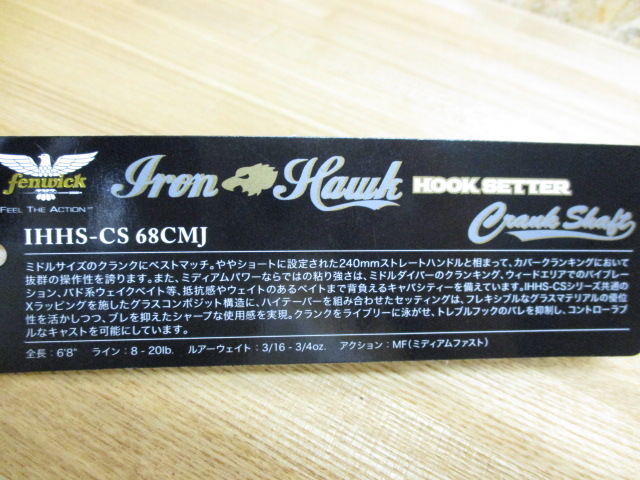 fenwick
FEEL THE ACTION
Iron Hawk HOOK SETTER
Crank Shaft
IHHS-CS 68CMJ
ミドルサイズのクランクにベストマッチ。ややショートに設定された240mmストレートハンドルと相まって、カバークランキングにおいて
抜群の操作性を誇ります。また、ミディアムパワーならではの粘り強さは、ミドルダイバーのクランキング、ウィードエリアでのバイブレー
ション、バド系ウェイクベイト等、抵抗感やウェイトのあるベイトまで背負えるキャパシティーを備えています。IHHS-CSシリーズ共通の
Xラッピングを施したグラスコンポジット構造に、ハイテーパーを組み合わせたセッティングは、フレキシブルなグラスマテリアルの優位
性を活かしつつ、ブレを抑えたシャープな使用感を実現。クランクをライブリーに泳がせ、トレブルフックのバレを抑制し、コントローラブ
ルなキャストを可能にしています。
全長：6'8" ライン：8 - 20lb. ルアーウェイト：3/16 - 3/4oz. アクション：MF(ミディアムファスト)